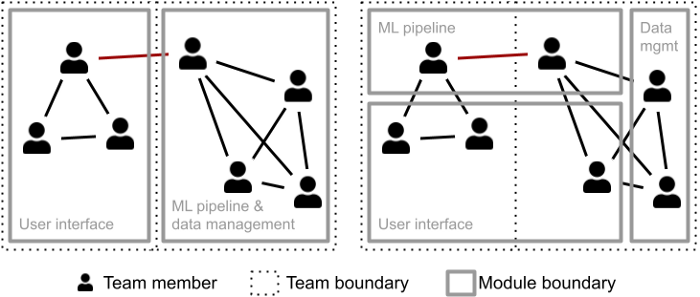 ML pipeline
Data
mgmt
User interface
ML pipeline &
data management
User interface
Team member
Team boundary
Module boundary